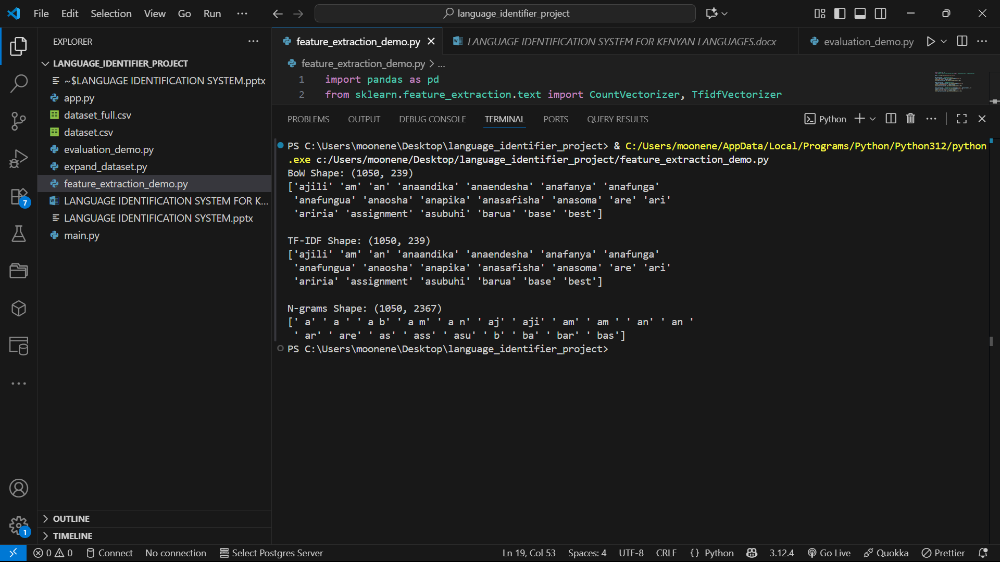 File Edit Selection View Go Run ... language_identifier_project
EXPLORER ...
LANGUAGE_IDENTIFIER_PROJECT
~$LANGUAGE IDENTIFICATION SYSTEM.pptx
app.py
dataset_full.csv
dataset.csv
evaluation_demo.py
expand_dataset.py
feature_extraction_demo.py
LANGUAGE IDENTIFICATION SYSTEM FOR K...
LANGUAGE IDENTIFICATION SYSTEM.pptx
main.py
7
1
OUTLINE
TIMELINE
feature_extraction_demo.py LANGUAGE IDENTIFICATION SYSTEM FOR KENYAN LANGUAGES.docx evaluation_demo.py
feature_extraction_demo.py > ...
1 import pandas as pd
2 from sklearn.feature_extraction.text import CountVectorizer, TfidfVectorizer
PROBLEMS OUTPUT DEBUG CONSOLE TERMINAL PORTS QUERY RESULTS Python
PS C:\Users\moonene\Desktop\language_identifier_project> & C:/Users/moonene/AppData/Local/Programs/Python/Python312/python
.exe c:/Users/moonene/Desktop/language_identifier_project/feature_extraction_demo.py
BoW Shape: (1050, 239)
['ajili' 'am' 'an' 'anaandika' 'anaendesha' 'anafanya' 'anafunga'
'anafungua' 'anaosha' 'anapika' 'anasafisha' 'anasoma' 'are' 'ari'
'ariria' 'assignment' 'asubuhi' 'barua' 'base' 'best']
TF-IDF Shape: (1050, 239)
['ajili' 'am' 'an' 'anaandika' 'anaendesha' 'anafanya' 'anafunga'
'anafungua' 'anaosha' 'anapika' 'anasafisha' 'anasoma' 'are' 'ari'
'ariria' 'assignment' 'asubuhi' 'barua' 'base' 'best']
N-grams Shape: (1050, 2367)
[' a' ' a ' ' a b' ' a m' ' a n' ' aj' ' aji' ' am' ' am ' ' an' ' an '
' ar' ' are' ' as' ' ass' ' asu' ' b' ' ba' ' bar' ' bas']
PS C:\Users\moonene\Desktop\language_identifier_project>
0 0 Connect No connection Select Postgres Server Ln 19, Col 53 Spaces: 4 UTF-8 CRLF {} Python 3.12.4 Go Live Quokka Prettier